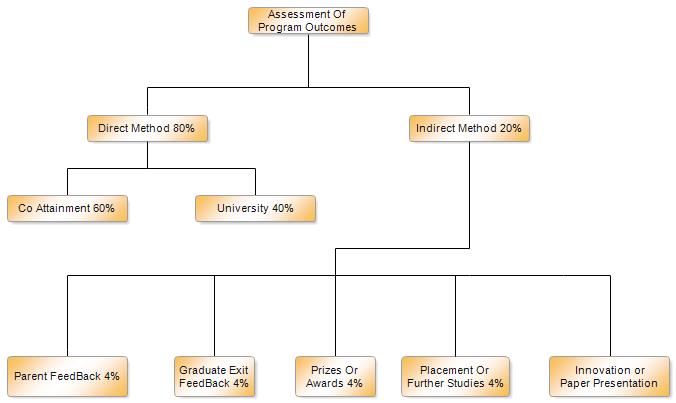 Assessment Of
Program Outcomes
Direct Method 80%
Indirect Method 20%
Co Attainment 60%
University 40%
Parent FeedBack 4%
Graduate Exit
FeedBack 4%
Prizes Or
Awards 4%
Placement Or
Further Studies 4%
Innovation or
Paper Presentation